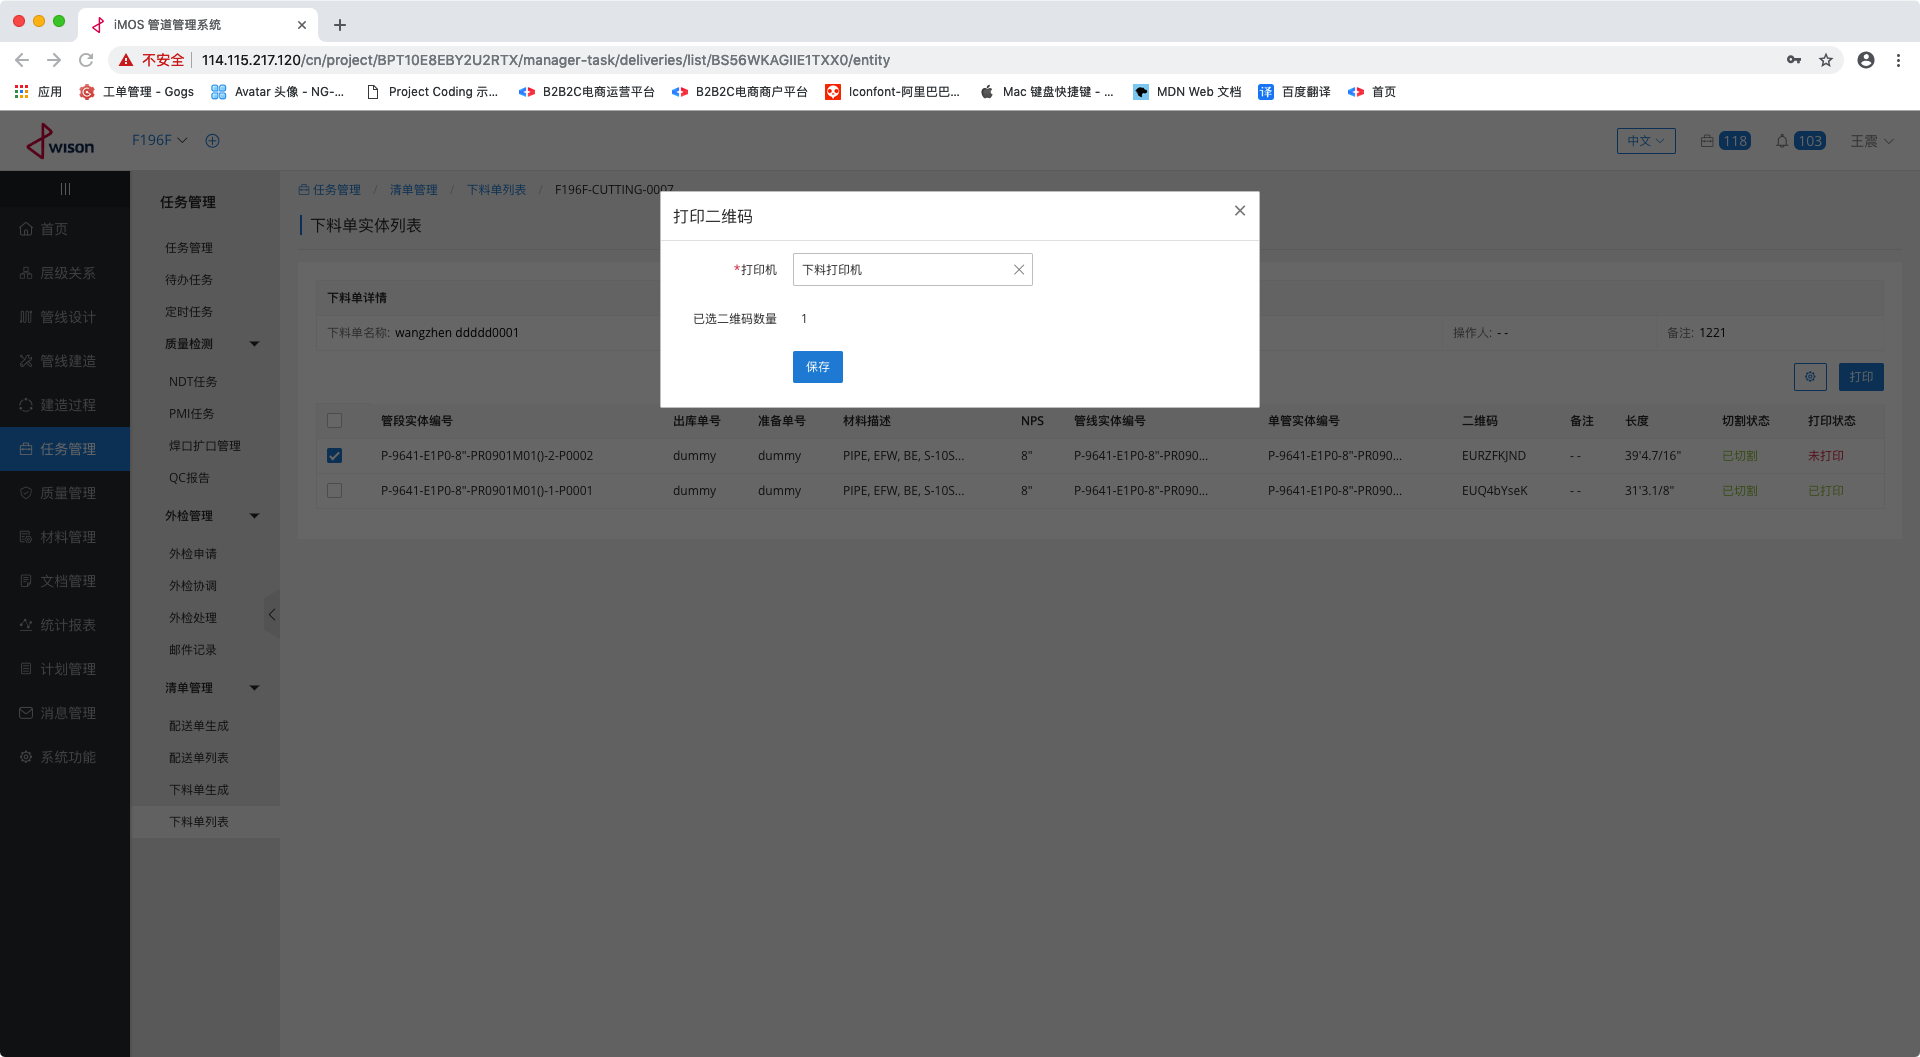 iMOS 管道管理系统
不安全 114.115.217.120/cn/project/BPT10E8EBY2U2RTX/manager-task/deliveries/list/BS56WKAGIIE1TXX0/entity
应用 工单管理 - Gogs Avatar 头像 - NG-... Project Coding 示... B2B2C电商运营平台 B2B2C电商商户平台 Iconfont-阿里巴巴... Mac 键盘快捷键 - ... MDN Web 文档 译 百度翻译 首页
wison F196F 中文 118 103 王震
首页
层级关系
管线设计
管线建造
建造过程
任务管理
质量管理
材料管理
文档管理
统计报表
计划管理
消息管理
系统功能
任务管理
任务管理
待办任务
定时任务
质量检测
NDT任务
PMI任务
焊口扩口管理
QC报告
外检管理
外检申请
外检协调
外检处理
邮件记录
清单管理
配送单生成
配送单列表
下料单生成
下料单列表
任务管理 / 清单管理 / 下料单列表 / F196F-CUTTING-0007
下料单实体列表
下料单详情
下料单名称: wangzhen ddddd0001 操作人: - - 备注: 1221
打印
管段实体编号 出库单号 准备单号 材料描述 NPS 管线实体编号 单管实体编号 二维码 备注 长度 切割状态 打印状态
P-9641-E1P0-8"-PR0901M01()-2-P0002 dummy dummy PIPE, EFW, BE, S-10S... 8" P-9641-E1P0-8"-PR090... P-9641-E1P0-8"-PR090... EURZFKJND - - 39'4.7/16" 已切割 未打印
P-9641-E1P0-8"-PR0901M01()-1-P0001 dummy dummy PIPE, EFW, BE, S-10S... 8" P-9641-E1P0-8"-PR090... P-9641-E1P0-8"-PR090... EUQ4bYseK - - 31'3.1/8" 已切割 已打印
打印二维码
*打印机 下料打印机
已选二维码数量 1
保存